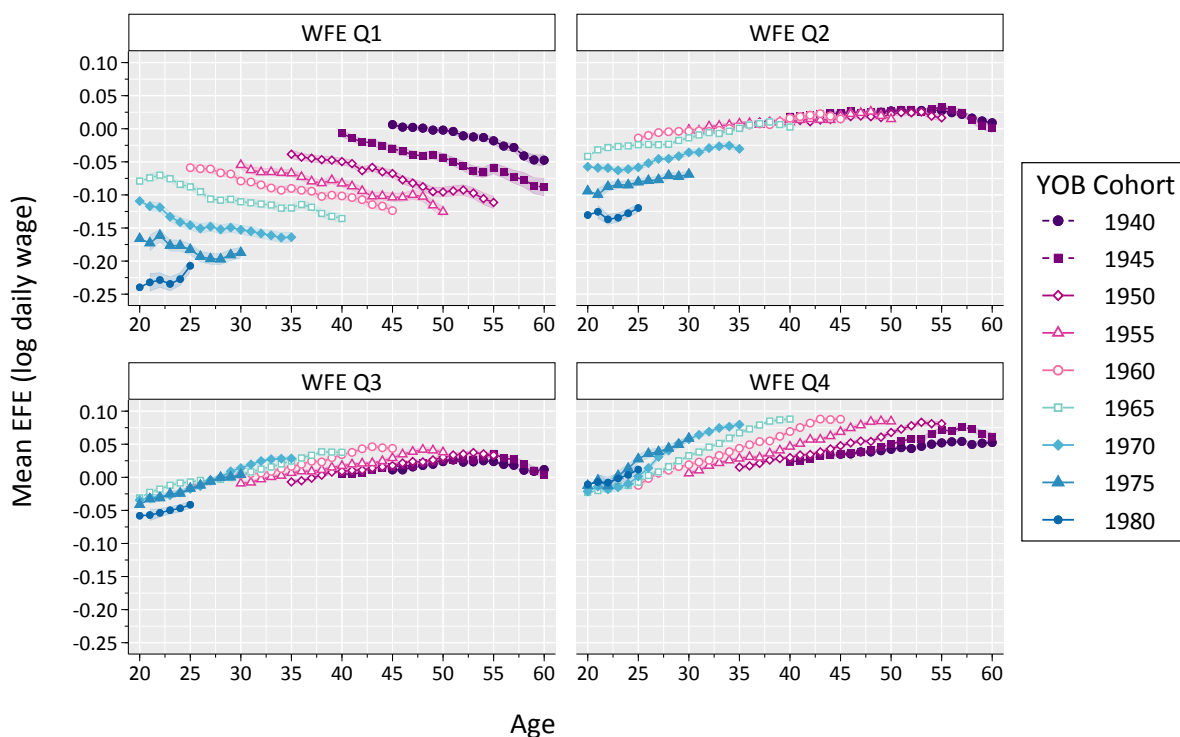 WFE Q1
WFE Q2
0.10
0.05
0.00
-0.05
-0.10
-0.15
-0.20
-0.25
20 25 30 35 40 45 50 55 60
20 25 30 35 40 45 50 55 60
WFE Q3
WFE Q4
0.10
0.05
0.00
-0.05
-0.10
-0.15
-0.20
-0.25
20 25 30 35 40 45 50 55 60
20 25 30 35 40 45 50 55 60
Mean EFE (log daily wage)
Age
YOB Cohort
1940
1945
1950
1955
1960
1965
1970
1975
1980